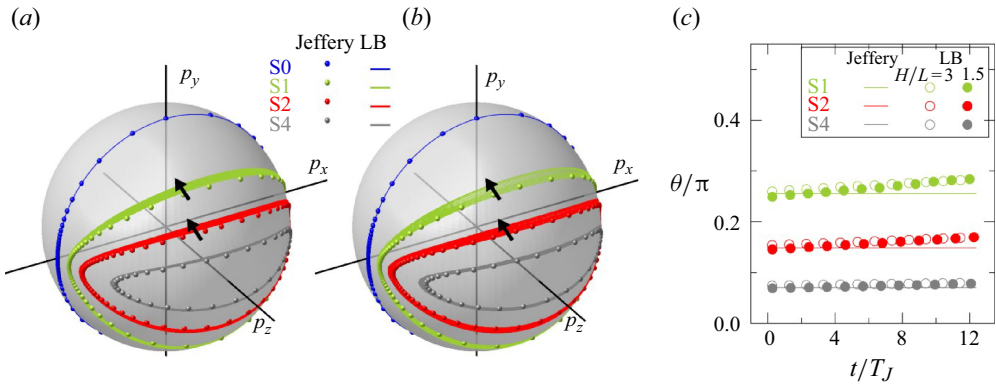 (a)
(b)
(c)
Jeffery LB
S0
S1
S2
S4
p_y
p_x
p_z
p_y
p_x
p_z
Jeffery LB
H/L=3 1.5
S1
S2
S4
θ/π
0.4
0.2
0.0
0 4 8 12
t/T_J